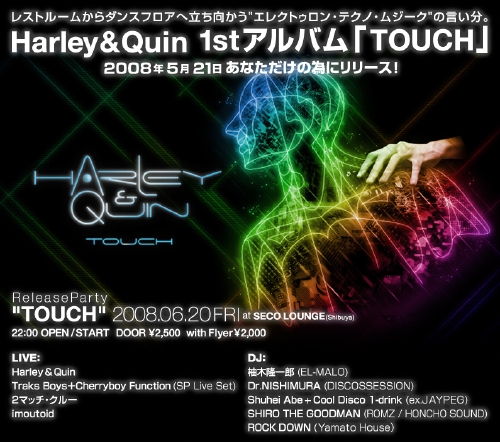 レストルームからダンスフロアへ立ち向かう"エレクトゥロン・テクノ・ムジーク"の言い分。
Harley&Quin 1stアルバム「TOUCH」
2008年5月21日 あなただけの為にリリース！
HARLEY
&
QUIN
TOUCH
ReleaseParty
"TOUCH" 2008.06.20 FRI at SECO LOUNGE (Shibuya)
22:00 OPEN/START DOOR ¥2,500 with Flyer ¥2,000
LIVE:
Harley & Quin
Traks Boys+Cherryboy Function (SP Live Set)
2マッチ・クルー
imoutoid
DJ:
柚木隆一郎 (EL-MALO)
Dr.NISHIMURA (DISCOSSESSION)
Shuhei Abe+Cool Disco 1-drink (ex.JAYPEG)
SHIRO THE GOODMAN (ROMZ / HONCHO SOUND)
ROCK DOWN (Yamato House)